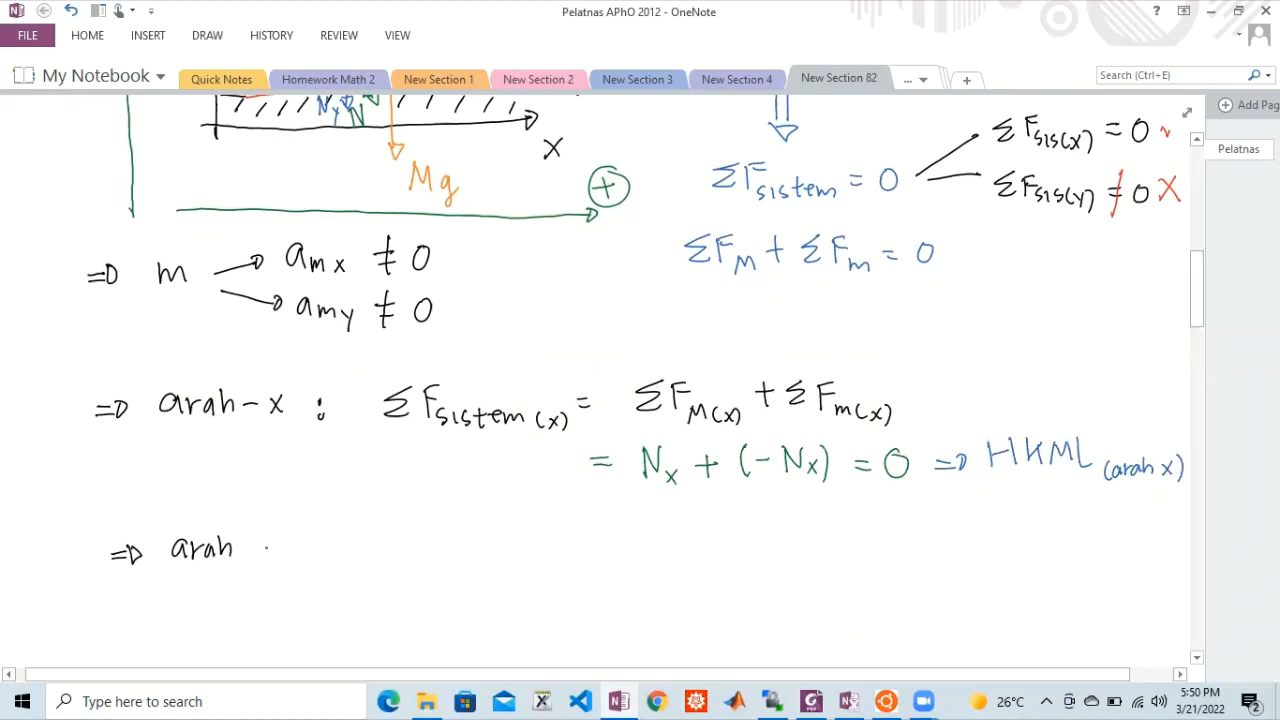 Pelatnas APhO 2012 - OneNote
FILE HOME INSERT DRAW HISTORY REVIEW VIEW
My Notebook Quick Notes Homework Math 2 New Section 1 New Section 2 New Section 3 New Section 4 New Section 82 ... + Search (Ctrl+E)
Add Pag
Pelatnas
N
x
Mg
+
ΣF_sistem = 0
ΣF_sis(x) = 0
ΣF_sis(y) ≠ 0 X
ΣF_M + ΣF_m = 0
⇒ m
a_mx ≠ 0
a_my ≠ 0
⇒ arah-x : ΣF_sistem(x) = ΣF_M(x) + ΣF_m(x)
= N_x + (-N_x) = 0 ⇒ HKML (arah x)
⇒ arah
Type here to search
26°C
5:50 PM
3/21/2022
2